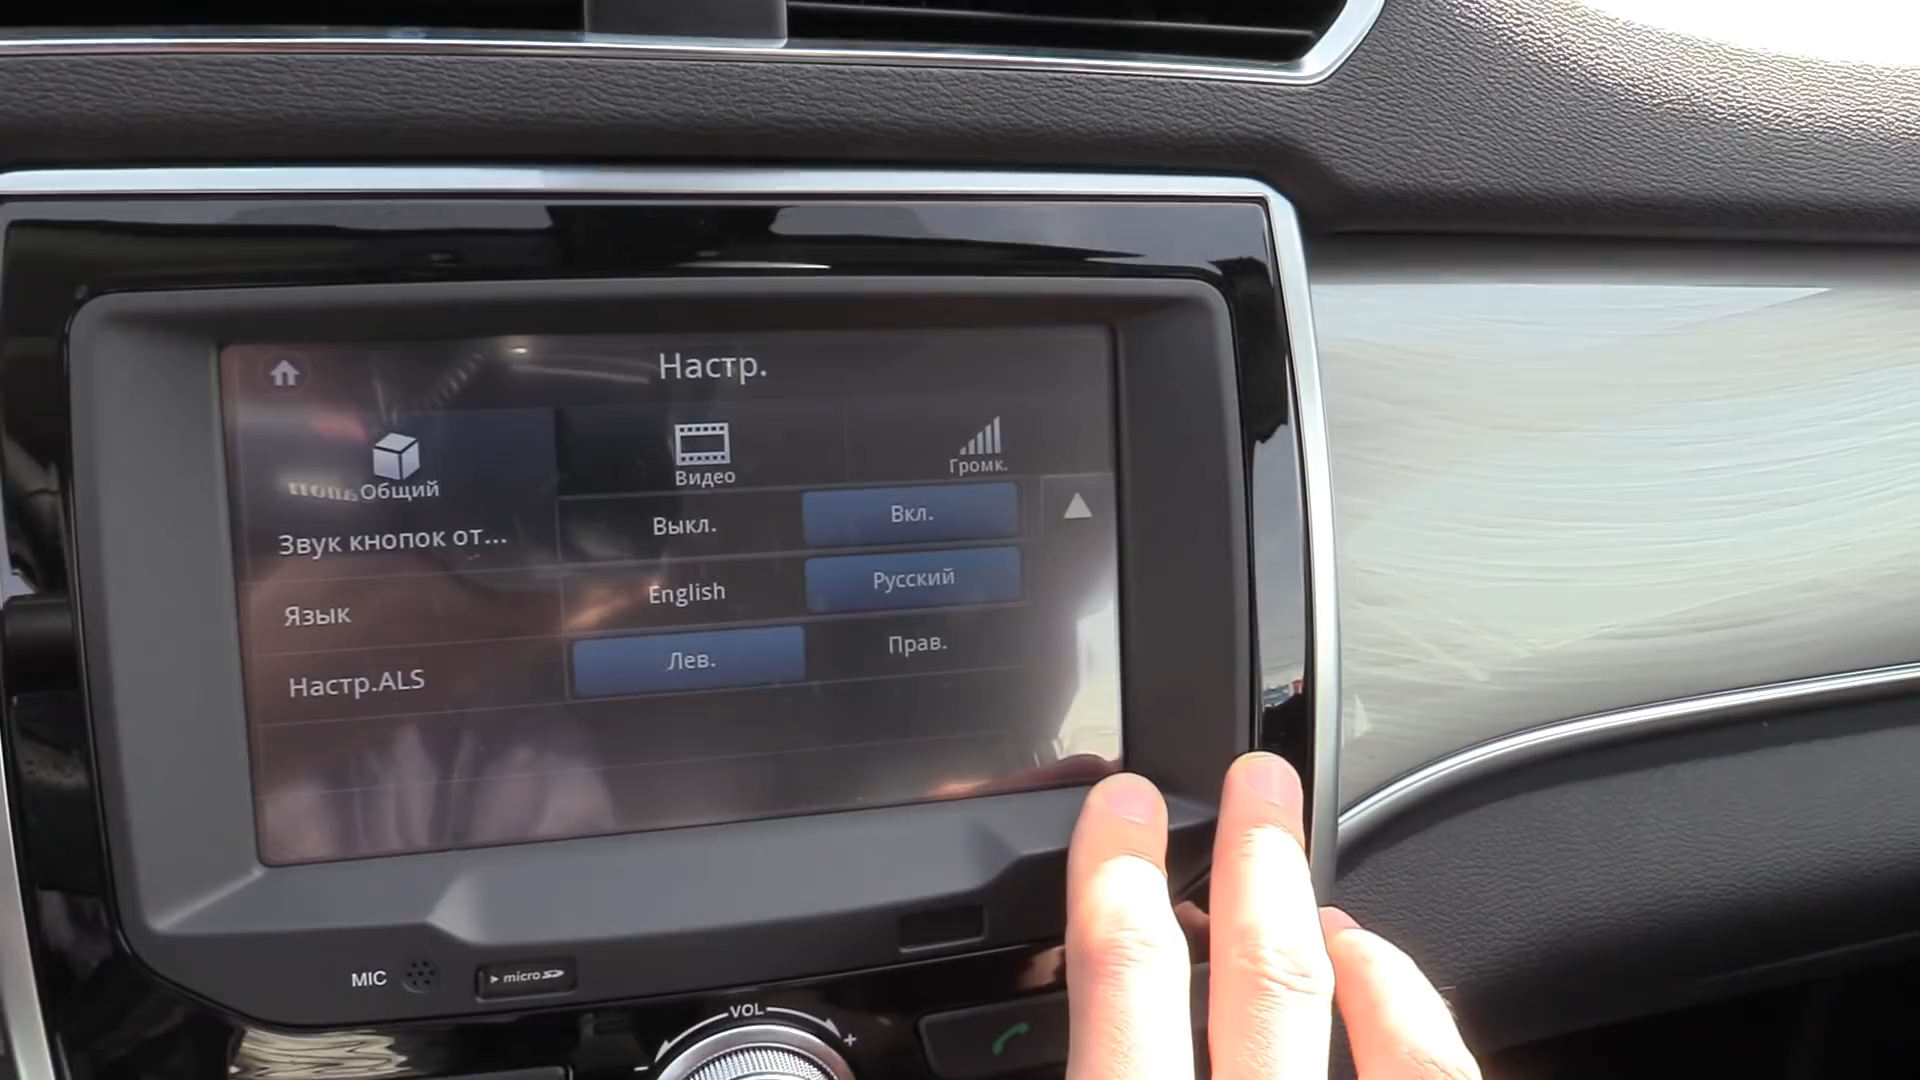 Настр.
Общий
Видео
Громк.
Звук кнопок от...
Выкл.
Вкл.
Язык
English
Русский
Настр.ALS
Лев.
Прав.
MIC
micro SD
VOL
- +